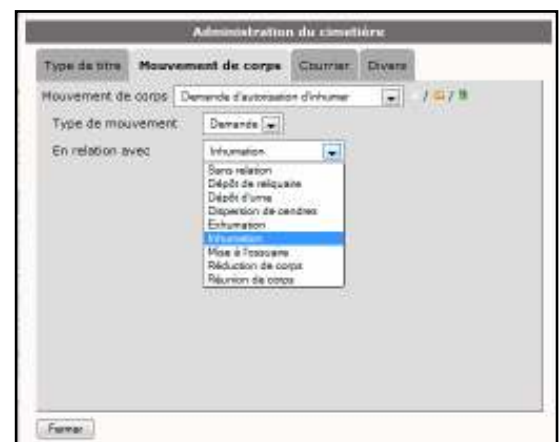 Administration du cimetière
Type de titre Mouvement de corps Courrier Divers
Mouvement de corps Demande d'autorisation d'inhumer / /
Type de mouvement Demande
En relation avec Inhumation
Sans relation
Dépôt de reliquaire
Dépôt d'urne
Dispersion de cendres
Exhumation
Inhumation
Mise à l'ossuaire
Réduction de corps
Réunion de corps
Fermer